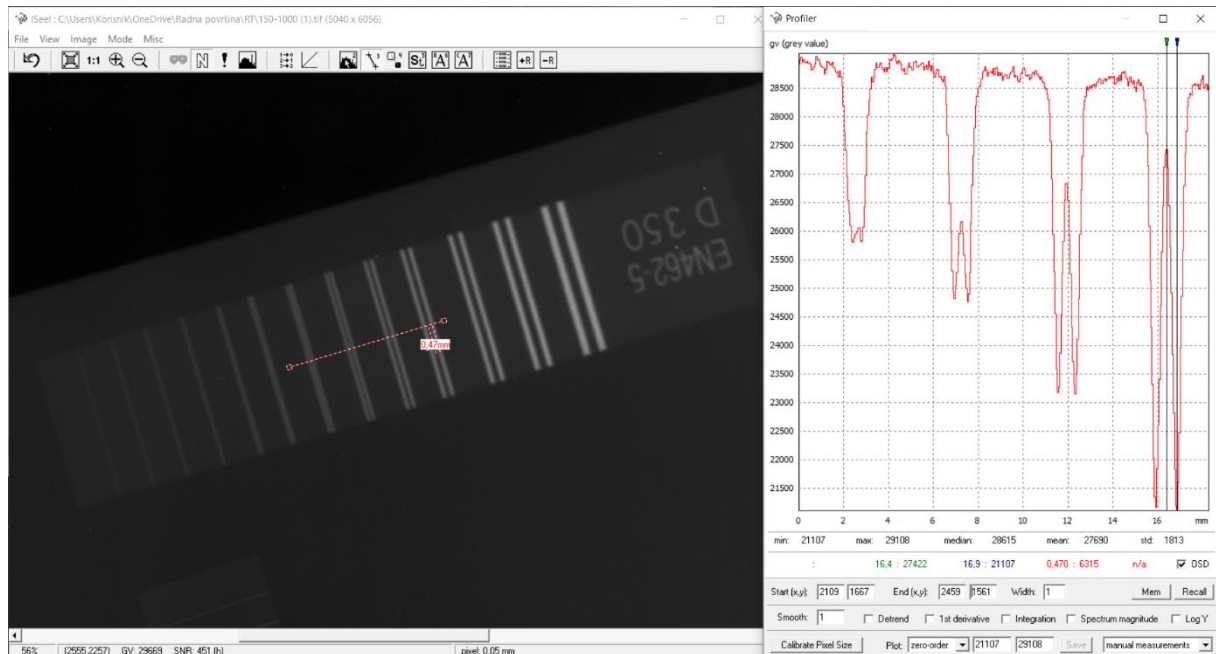 ISee! : C:\Users\Korisnik\OneDrive\Radna površina\RT\150-1000 (1).tif (5040 x 6056)
File View Image Mode Misc
1:1 N ! +R -R
D 350
EN462-5
0,47mm
56% (2555,2257) GV: 29669 SNR: 451 (h) pixel: 0.05 mm
Profiler
gv (grey value)
28500
28000
27500
27000
26500
26000
25500
25000
24500
24000
23500
23000
22500
22000
21500
0 2 4 6 8 10 12 14 16 mm
min: 21107 max: 29108 median: 28615 mean: 27690 std: 1813
: 16,4 : 27422 16,9 : 21107 0,470 : 6315 n/a OSD
Start (x,y): 2109 1667 End (x,y): 2459 1561 Width: 1 Mem Recall
Smooth: 1 Detrend 1st derivative Integration Spectrum magnitude Log Y
Calibrate Pixel Size Plot: zero-order 21107 29108 Save manual measurements